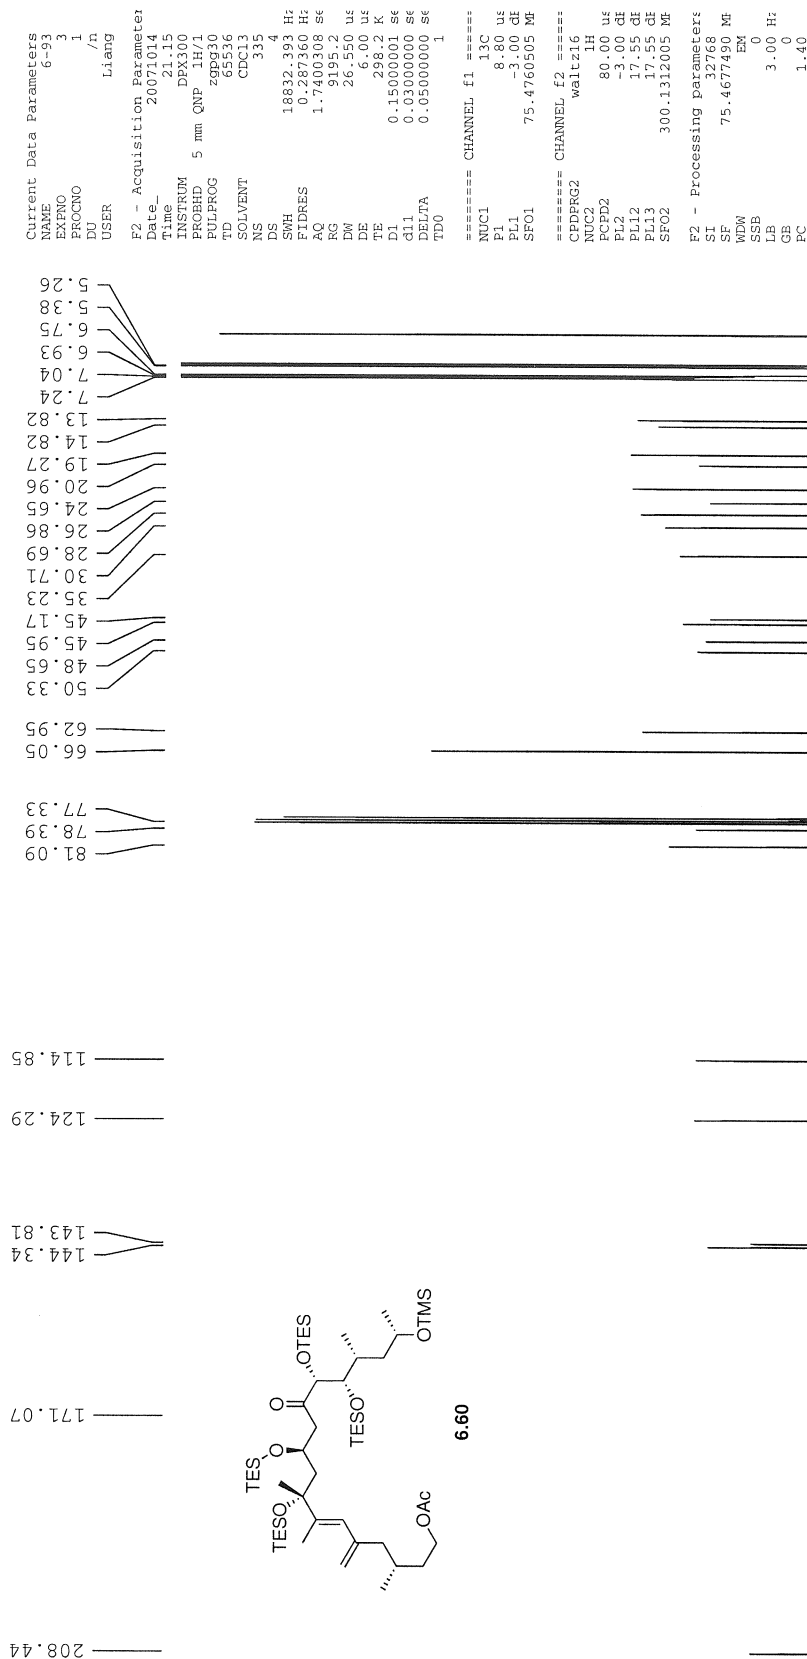 Current Data Parameters
NAME 6-93
EXPNO 3
PROCNO 1
DU /n
USER Liang
F2 - Acquisition Parameter
Date_ 20071014
Time 21.15
INSTRUM DPX300
PROBHD 5 mm QNP 1H/1
PULPROG zgpg30
TD 65536
SOLVENT CDCl3
NS 335
DS 4
SWH 18832.393 Hz
FIDRES 0.287360 Hz
AQ 1.7400308 se
RG 9195.2
DW 26.550 us
DE 6.00 us
TE 298.2 K
D1 0.15000001 se
d11 0.03000000 se
DELTA 0.05000000 se
TD0 1
======== CHANNEL f1 ======
NUC1 13C
P1 8.80 us
PL1 -3.00 dB
SFO1 75.4760505 MH
======== CHANNEL f2 ======
CPDPRG2 waltz16
NUC2 1H
PCPD2 80.00 us
PL2 -3.00 dB
PL12 17.55 dB
PL13 17.55 dB
SFO2 300.1312005 MH
F2 - Processing parameters
SI 32768
SF 75.4677490 MH
WDW EM
SSB 0
LB 3.00 Hz
GB 0
PC 1.40
5.26
5.38
6.75
6.93
7.04
7.24
13.82
14.82
19.27
20.96
24.65
26.86
28.69
30.71
35.23
45.17
45.95
48.65
50.33
62.95
66.05
77.33
78.39
81.09
114.85
124.29
143.81
144.34
171.07
208.44
OTES
OTMS
O
TESO
TES
O
TESO
OAc
6.60